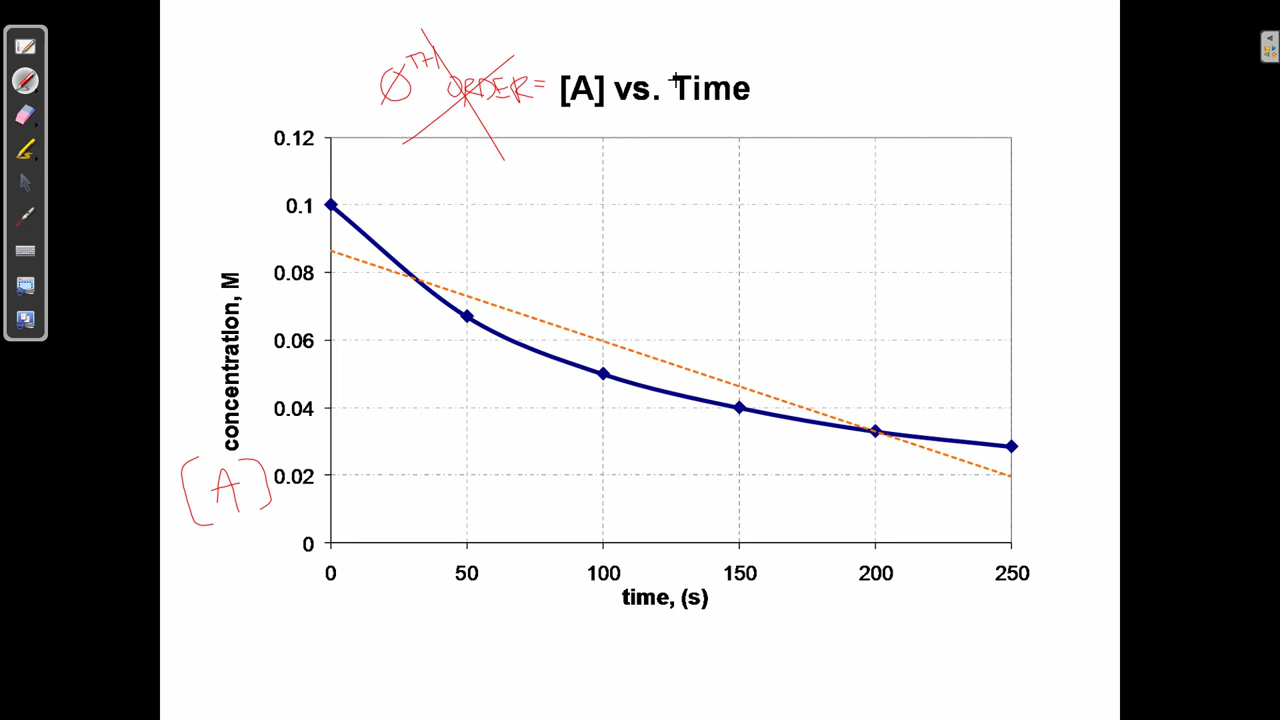 0TH ORDER = [A] vs. Time
0.12
0.1
0.08
0.06
0.04
0.02
0
concentration, M
[A]
0 50 100 150 200 250
time, (s)